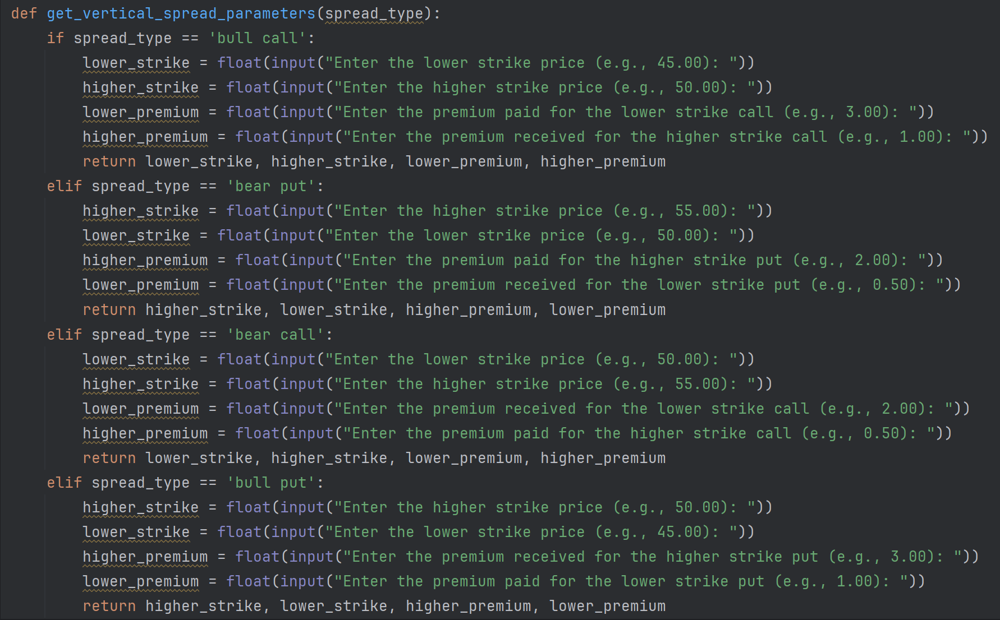 def get_vertical_spread_parameters(spread_type):
    if spread_type == 'bull call':
        lower_strike = float(input("Enter the lower strike price (e.g., 45.00): "))
        higher_strike = float(input("Enter the higher strike price (e.g., 50.00): "))
        lower_premium = float(input("Enter the premium paid for the lower strike call (e.g., 3.00): "))
        higher_premium = float(input("Enter the premium received for the higher strike call (e.g., 1.00): "))
        return lower_strike, higher_strike, lower_premium, higher_premium
    elif spread_type == 'bear put':
        higher_strike = float(input("Enter the higher strike price (e.g., 55.00): "))
        lower_strike = float(input("Enter the lower strike price (e.g., 50.00): "))
        higher_premium = float(input("Enter the premium paid for the higher strike put (e.g., 2.00): "))
        lower_premium = float(input("Enter the premium received for the lower strike put (e.g., 0.50): "))
        return higher_strike, lower_strike, higher_premium, lower_premium
    elif spread_type == 'bear call':
        lower_strike = float(input("Enter the lower strike price (e.g., 50.00): "))
        higher_strike = float(input("Enter the higher strike price (e.g., 55.00): "))
        lower_premium = float(input("Enter the premium received for the lower strike call (e.g., 2.00): "))
        higher_premium = float(input("Enter the premium paid for the higher strike call (e.g., 0.50): "))
        return lower_strike, higher_strike, lower_premium, higher_premium
    elif spread_type == 'bull put':
        higher_strike = float(input("Enter the higher strike price (e.g., 50.00): "))
        lower_strike = float(input("Enter the lower strike price (e.g., 45.00): "))
        higher_premium = float(input("Enter the premium received for the higher strike put (e.g., 3.00): "))
        lower_premium = float(input("Enter the premium paid for the lower strike put (e.g., 1.00): "))
        return higher_strike, lower_strike, higher_premium, lower_premium